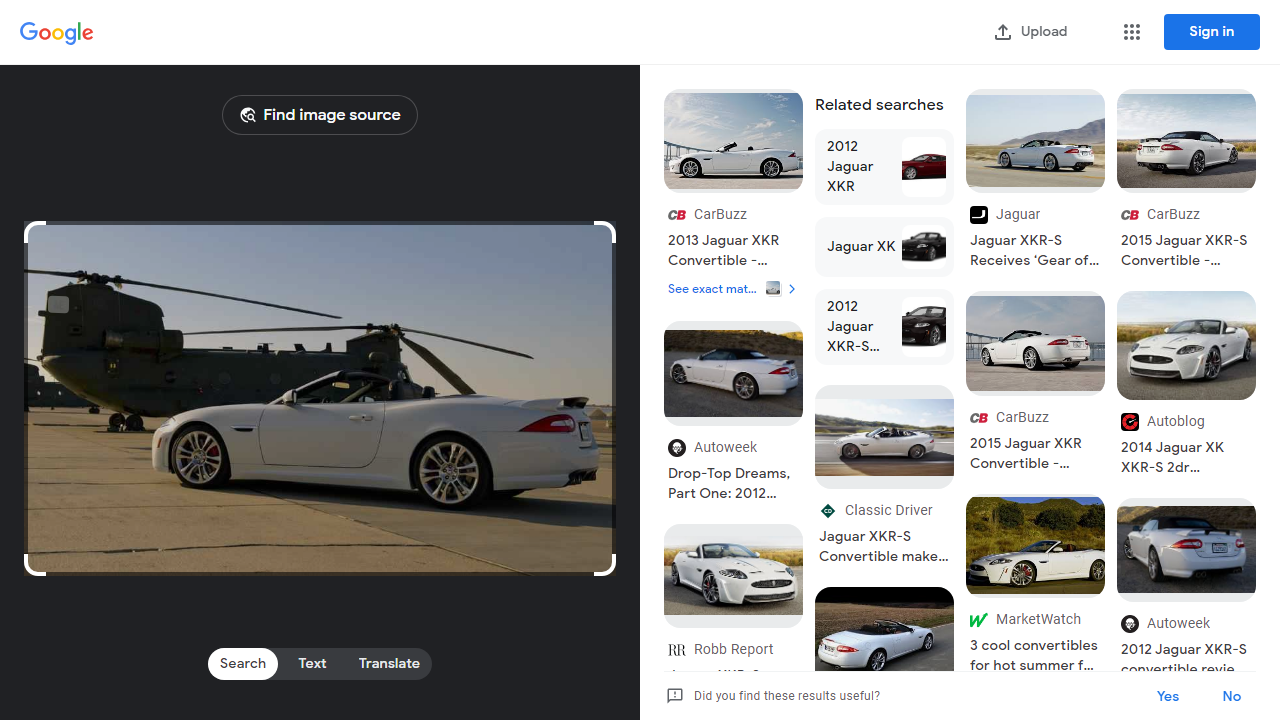 Google
Upload
Sign in
Find image source
Search
Text
Translate
CarBuzz
2013 Jaguar XKR
Convertible -...
See exact mat...
Autoweek
Drop-Top Dreams,
Part One: 2012...
RR
Robb Report
Related searches
2012
Jaguar
XKR
Jaguar XK
2012
Jaguar
XKR-S...
CD
Classic Driver
Jaguar XKR-S
Convertible make...
Jaguar
Jaguar XKR-S
Receives ‘Gear of...
CB
CarBuzz
2015 Jaguar XKR
Convertible -...
MarketWatch
3 cool convertibles
for hot summer f...
CB
CarBuzz
2015 Jaguar XKR-S
Convertible -...
Autoblog
2014 Jaguar XK
XKR-S 2dr...
Autoweek
2012 Jaguar XKR-S
convertible revie
Did you find these results useful?
Yes
No